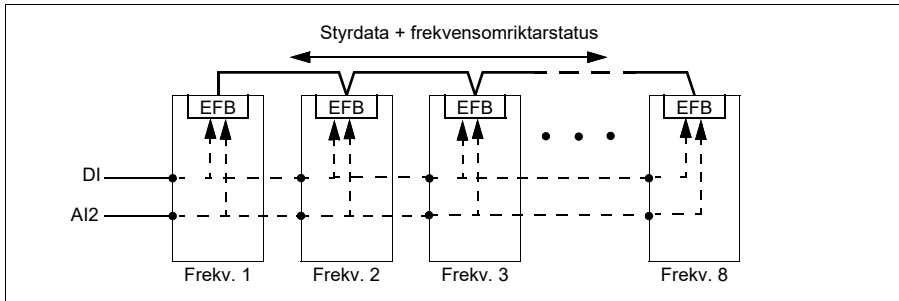 Styrdata + frekvensomriktarstatus
EFB EFB EFB EFB
DI
AI2
Frekv. 1 Frekv. 2 Frekv. 3 Frekv. 8